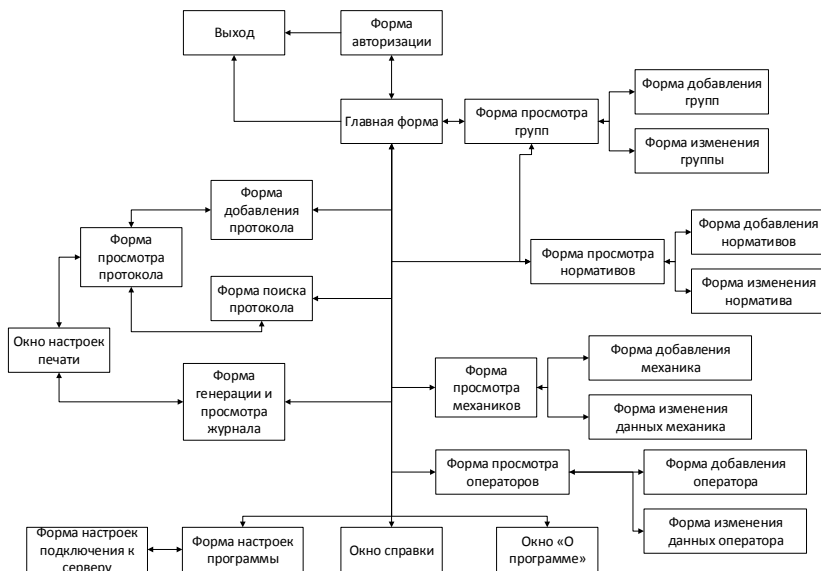 Выход
Форма
авторизации
Главная форма
Форма просмотра
групп
Форма добавления
групп
Форма изменения
группы
Форма
добавления
протокола
Форма
просмотра
протокола
Форма поиска
протокола
Форма просмотра
нормативов
Форма добавления
нормативов
Форма изменения
норматива
Окно настроек
печати
Форма
генерации и
просмотра
журнала
Форма
просмотра
механиков
Форма добавления
механика
Форма изменения
данных механика
Форма просмотра
операторов
Форма добавления
оператора
Форма изменения
данных оператора
Форма настроек
подключения к
серверу
Форма настроек
программы
Окно справки
Окно «О
программе»